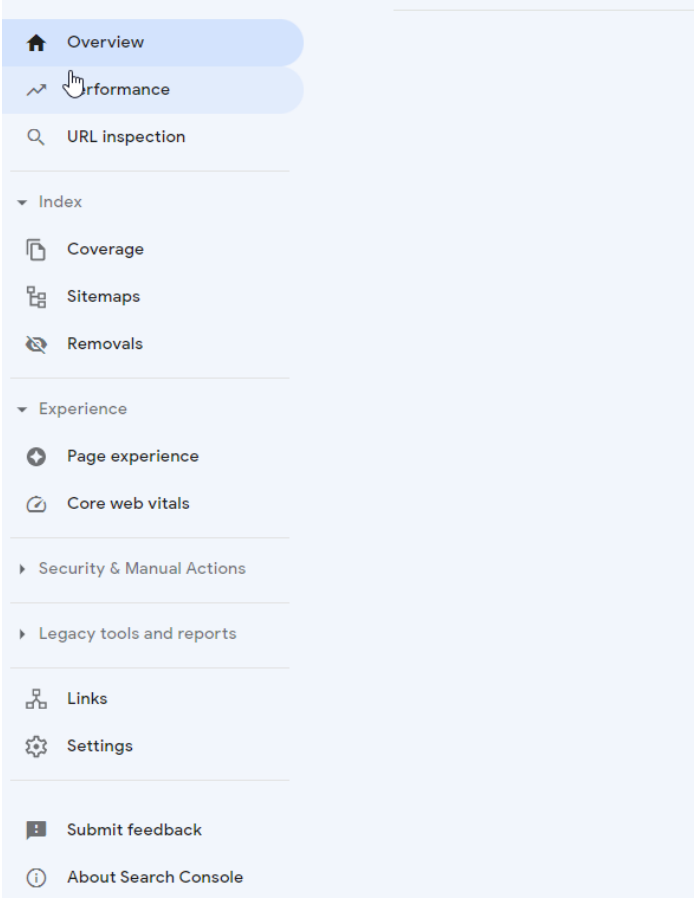 Overview
Performance
URL inspection
Index
Coverage
Sitemaps
Removals
Experience
Page experience
Core web vitals
Security & Manual Actions
Legacy tools and reports
Links
Settings
Submit feedback
About Search Console